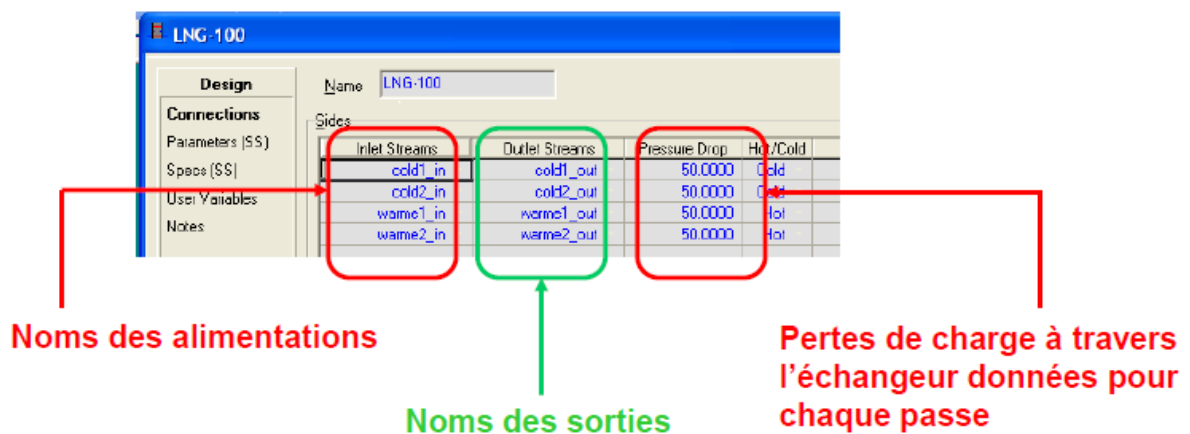 LNG-100
Design
Name LNG-100
Connections
Sides
Parameters (SS)
Inlet Streams Outlet Streams Pressure Drop Hot/Cold
Specs (SS)
cold1_in cold1_out 50.0000 Cold
User Variables
cold2_in cold2_out 50.0000 Cold
Notes
warme1_in warme1_out 50.0000 Hot
warme2_in warme2_out 50.0000 Hot
Noms des alimentations
Pertes de charge à travers
l'échangeur données pour
chaque passe
Noms des sorties